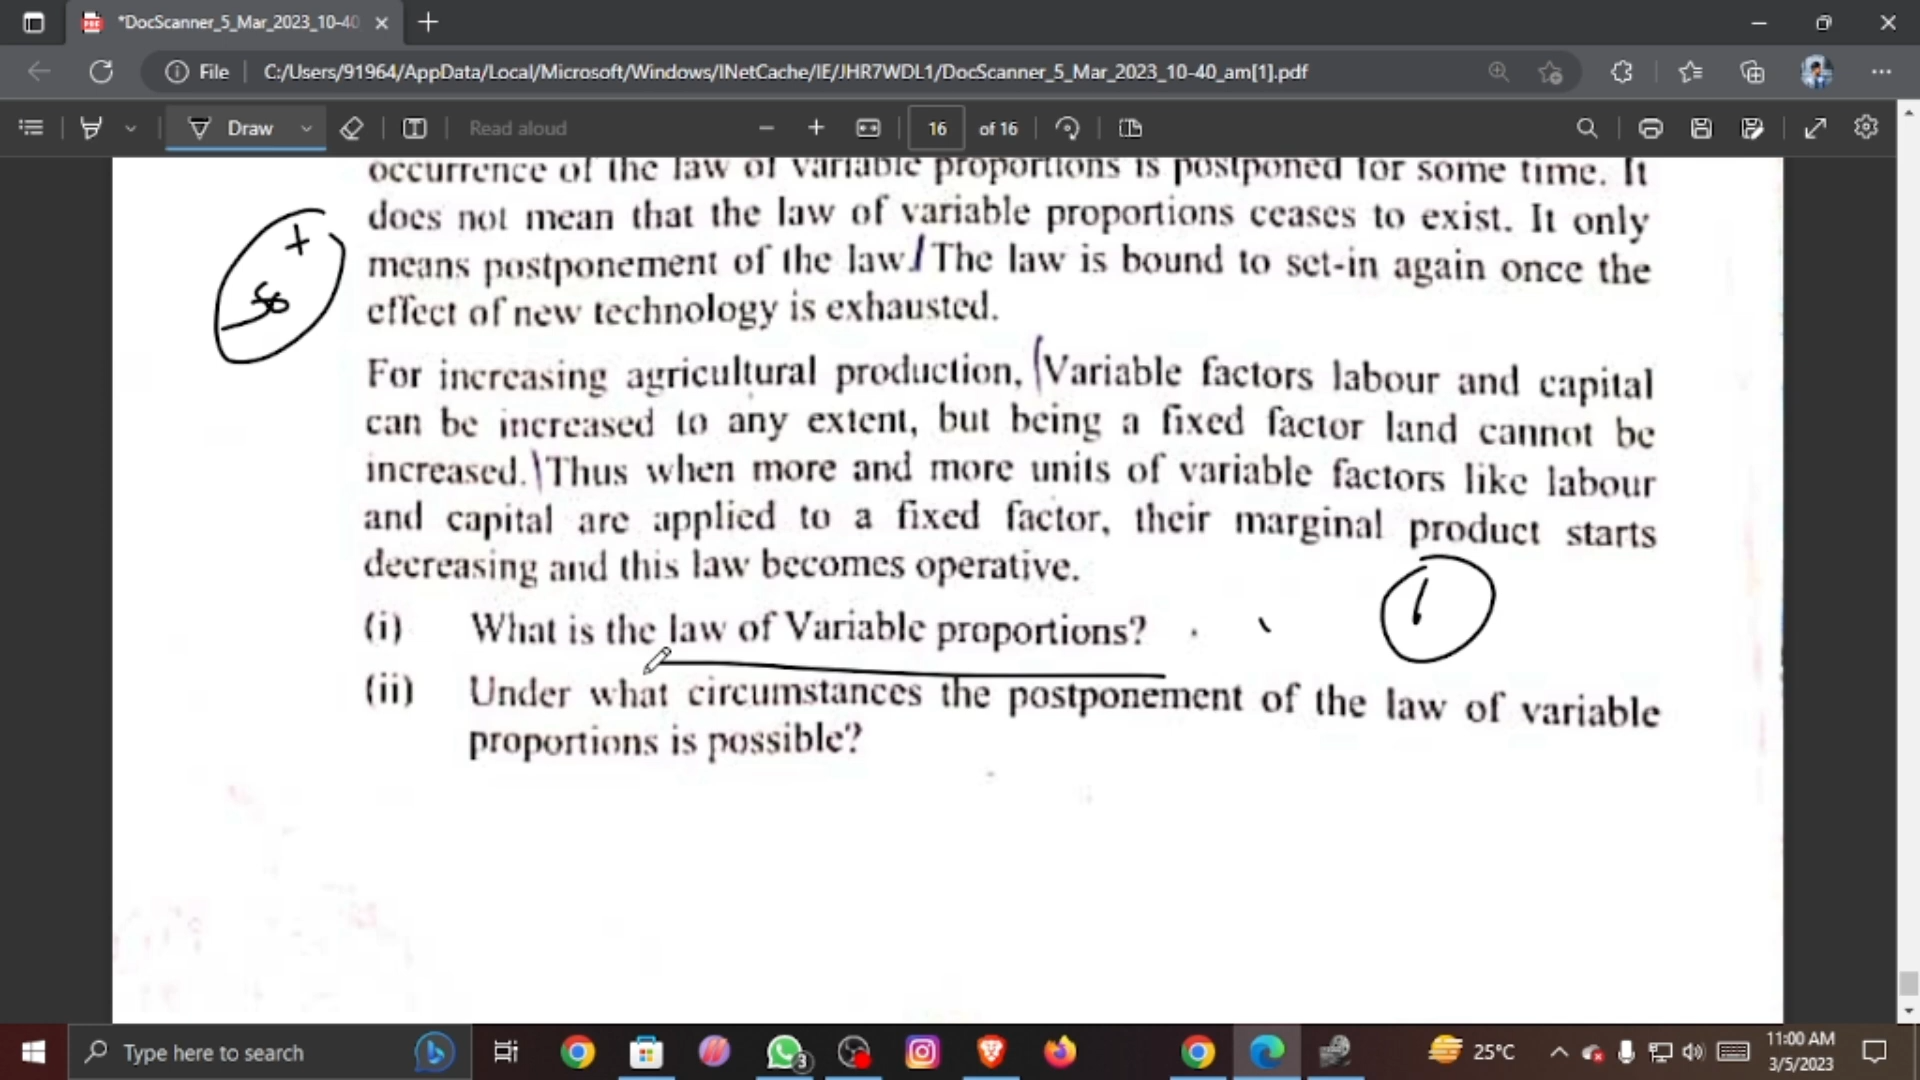 *DocScanner_5_Mar_2023_10-40
File
C:/Users/91964/AppData/Local/Microsoft/Windows/INetCache/IE/JHR7WDL1/DocScanner_5_Mar_2023_10-40_am[1].pdf
Draw
Read aloud
16 of 16
occurrence of the law of variable proportions is postponed for some time. It
does not mean that the law of variable proportions ceases to exist. It only
means postponement of the law. The law is bound to set-in again once the
effect of new technology is exhausted.
+
50
For increasing agricultural production, Variable factors labour and capital
can be increased to any extent, but being a fixed factor land cannot be
increased. Thus when more and more units of variable factors like labour
and capital are applied to a fixed factor, their marginal product starts
decreasing and this law becomes operative.
(i) What is the law of Variable proportions?
(ii) Under what circumstances the postponement of the law of variable
proportions is possible?
Type here to search
3
25°C
11:00 AM
3/5/2023